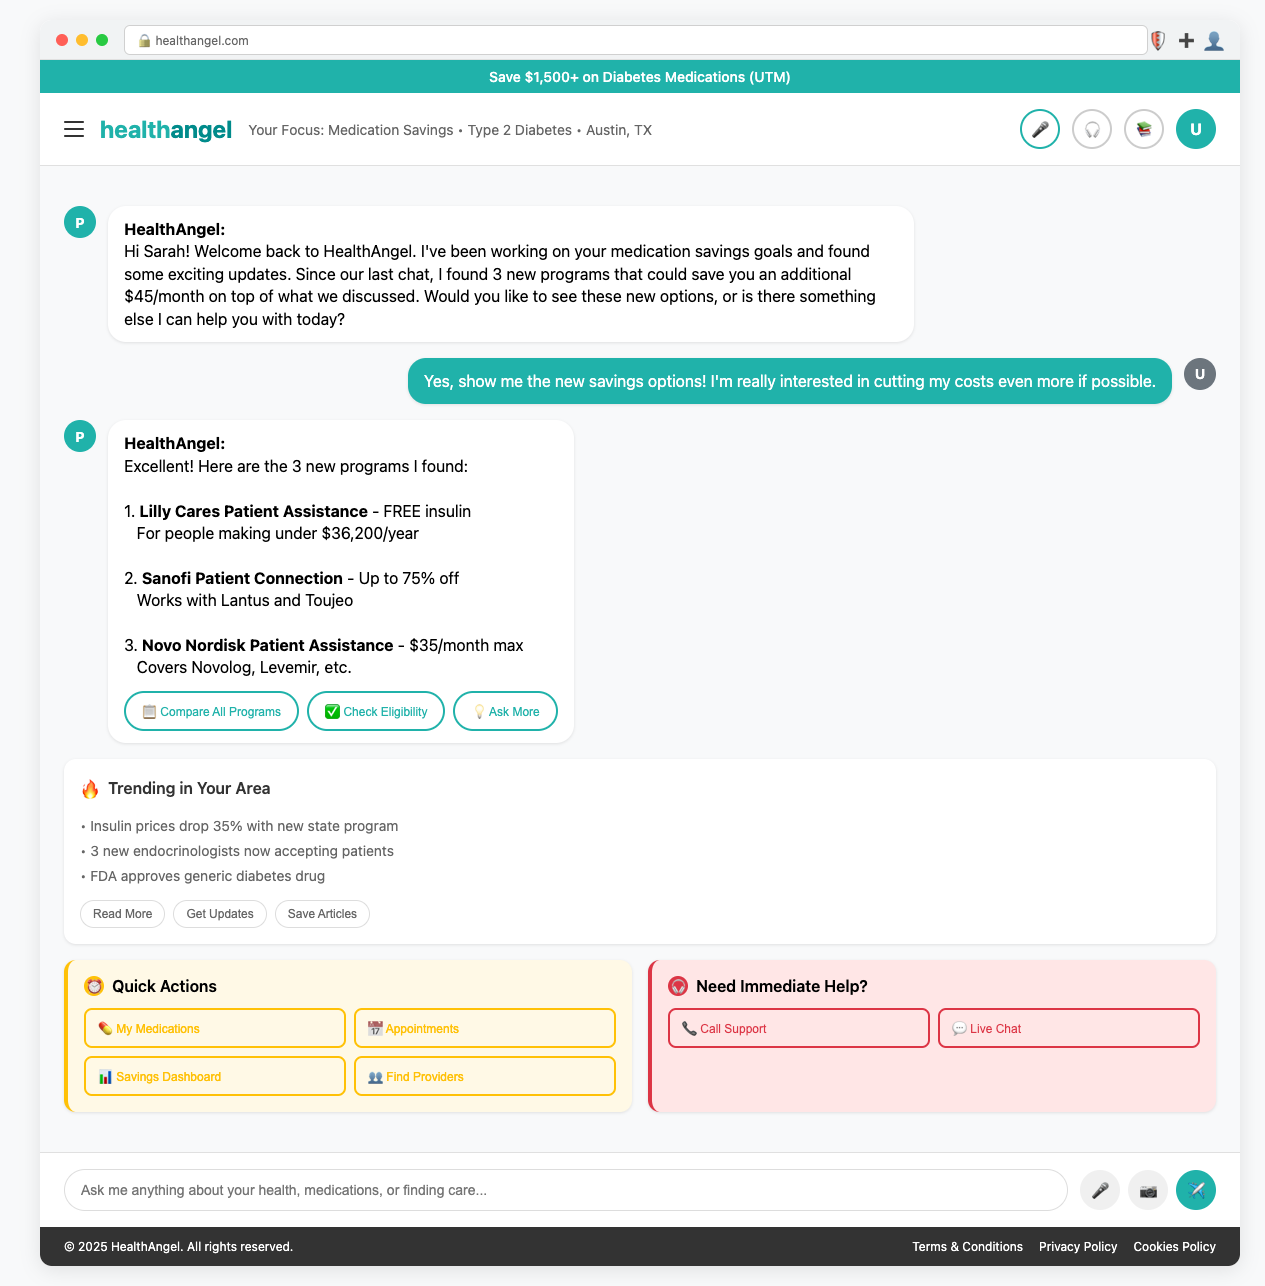 healthangel.com
Save $1,500+ on Diabetes Medications (UTM)
healthangel
Your Focus: Medication Savings • Type 2 Diabetes • Austin, TX
U
P
HealthAngel:
Hi Sarah! Welcome back to HealthAngel. I've been working on your medication savings goals and found
some exciting updates. Since our last chat, I found 3 new programs that could save you an additional
$45/month on top of what we discussed. Would you like to see these new options, or is there something
else I can help you with today?
Yes, show me the new savings options! I'm really interested in cutting my costs even more if possible.
U
P
HealthAngel:
Excellent! Here are the 3 new programs I found:
1. Lilly Cares Patient Assistance - FREE insulin
For people making under $36,200/year
2. Sanofi Patient Connection - Up to 75% off
Works with Lantus and Toujeo
3. Novo Nordisk Patient Assistance - $35/month max
Covers Novolog, Levemir, etc.
Compare All Programs
Check Eligibility
Ask More
Trending in Your Area
• Insulin prices drop 35% with new state program
• 3 new endocrinologists now accepting patients
• FDA approves generic diabetes drug
Read More
Get Updates
Save Articles
Quick Actions
My Medications
Appointments
Savings Dashboard
Find Providers
Need Immediate Help?
Call Support
Live Chat
Ask me anything about your health, medications, or finding care...
© 2025 HealthAngel. All rights reserved.
Terms & Conditions
Privacy Policy
Cookies Policy